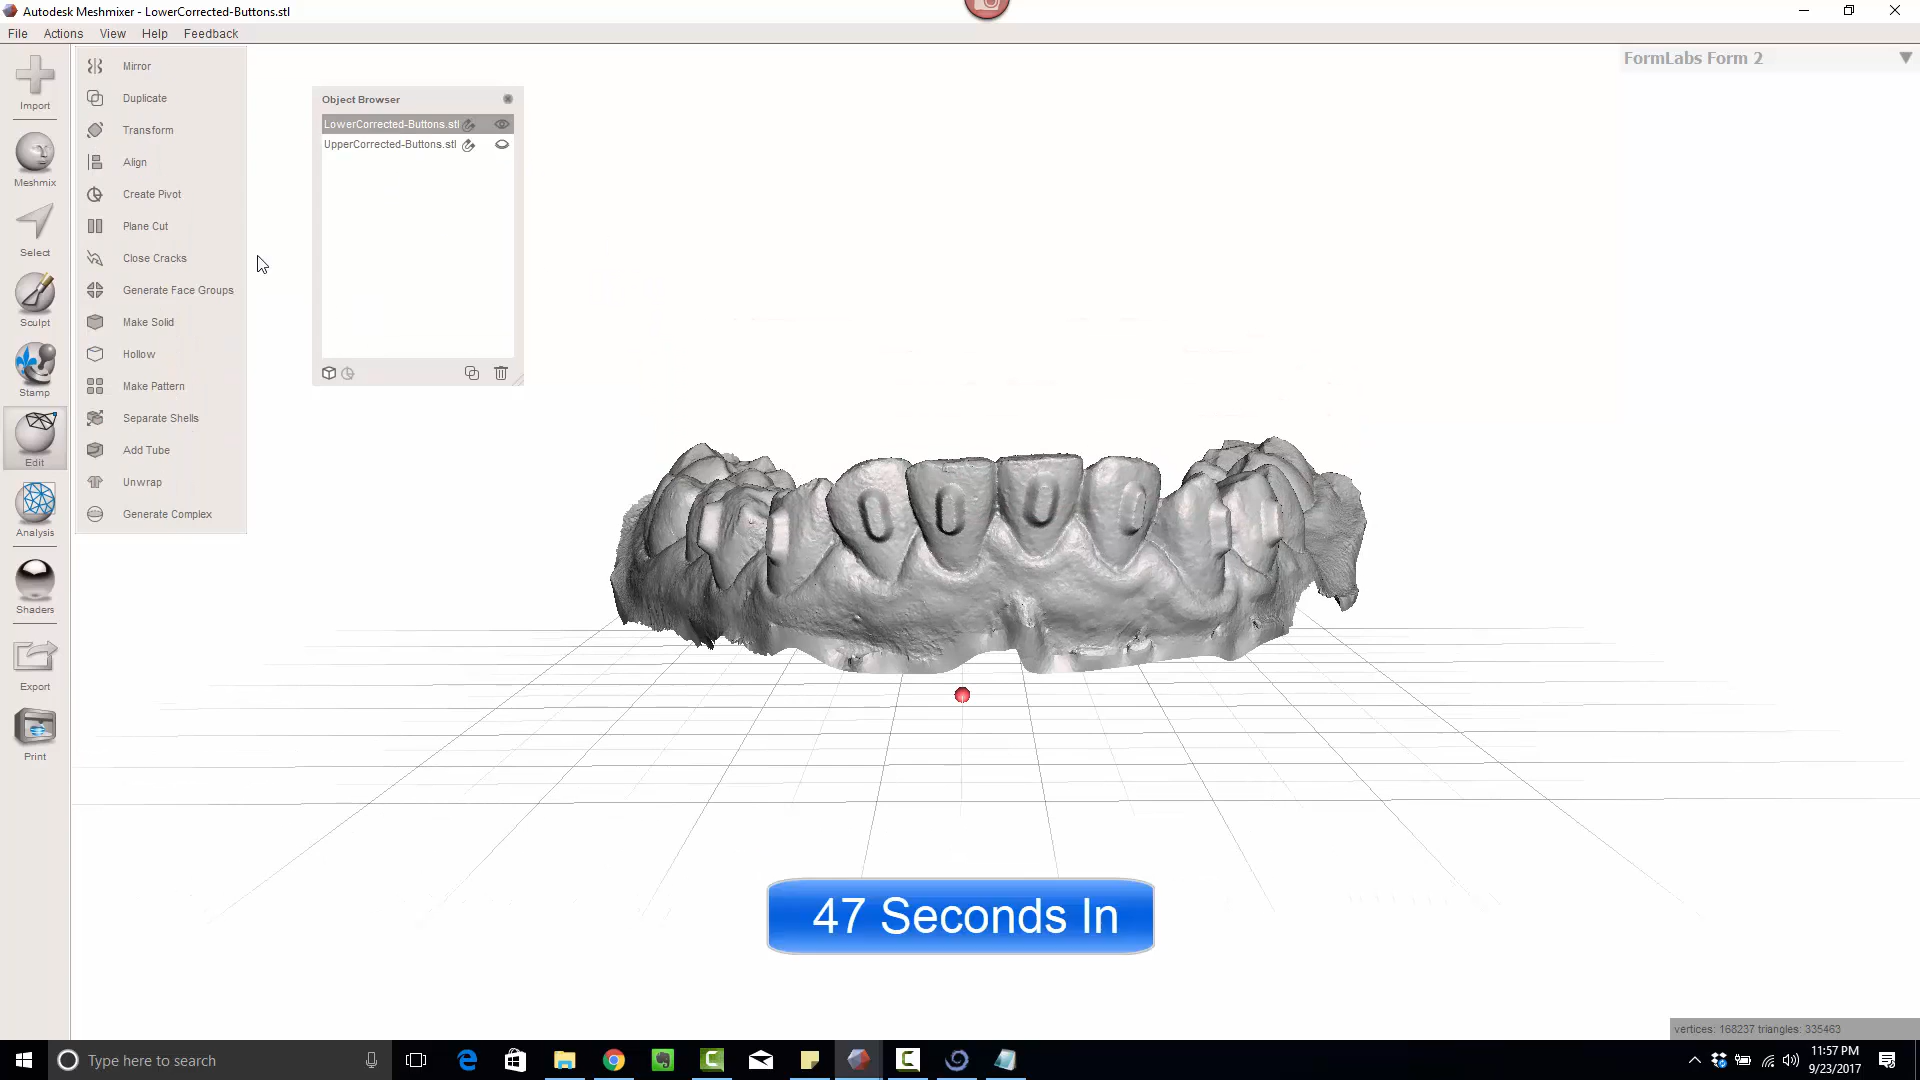 Autodesk Meshmixer - LowerCorrected-Buttons.stl
File Actions View Help Feedback
Import
Meshmix
Select
Sculpt
Stamp
Edit
Analysis
Shaders
Export
Print
Mirror
Duplicate
Transform
Align
Create Pivot
Plane Cut
Close Cracks
Generate Face Groups
Make Solid
Hollow
Make Pattern
Separate Shells
Add Tube
Unwrap
Generate Complex
Object Browser
LowerCorrected-Buttons.stl
UpperCorrected-Buttons.stl
FormLabs Form 2
47 Seconds In
vertices: 168237 triangles: 335463
Type here to search
11:57 PM
9/23/2017